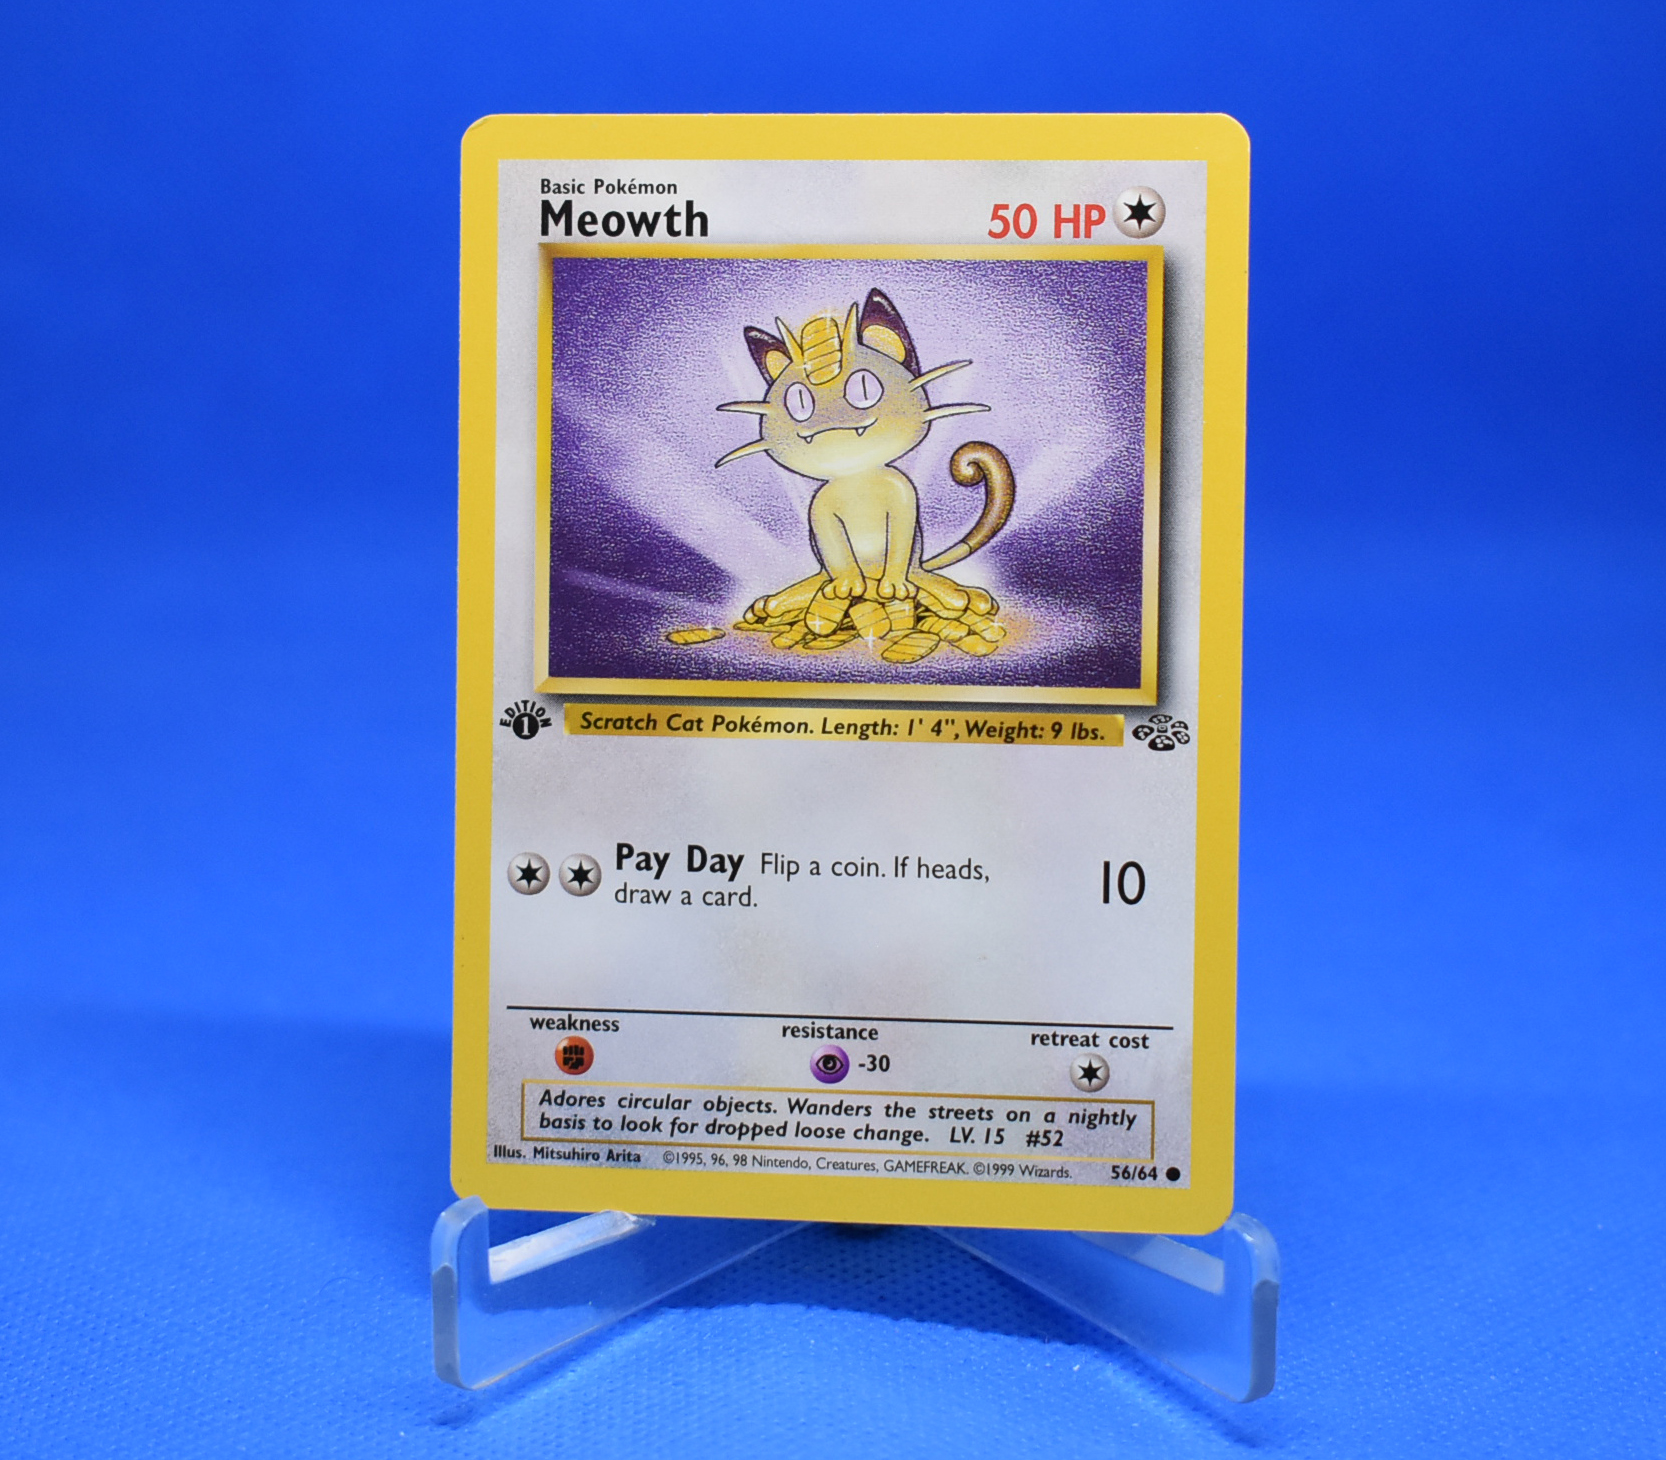 Basic Pokémon
Meowth
50 HP
EDITION
1
Scratch Cat Pokémon. Length: 1' 4", Weight: 9 lbs.
Pay Day Flip a coin. If heads,
draw a card.
10
weakness
resistance
retreat cost
-30
Adores circular objects. Wanders the streets on a nightly
basis to look for dropped loose change. LV. 15 #52
Illus. Mitsuhiro Arita ©1995, 96, 98 Nintendo, Creatures, GAMEFREAK. ©1999 Wizards. 56/64